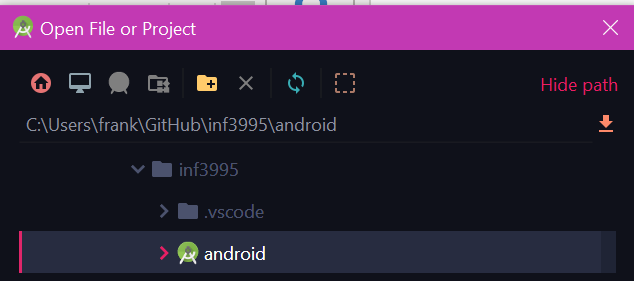 Open File or Project
Hide path
C:\Users\frank\GitHub\inf3995\android
inf3995
.vscode
android